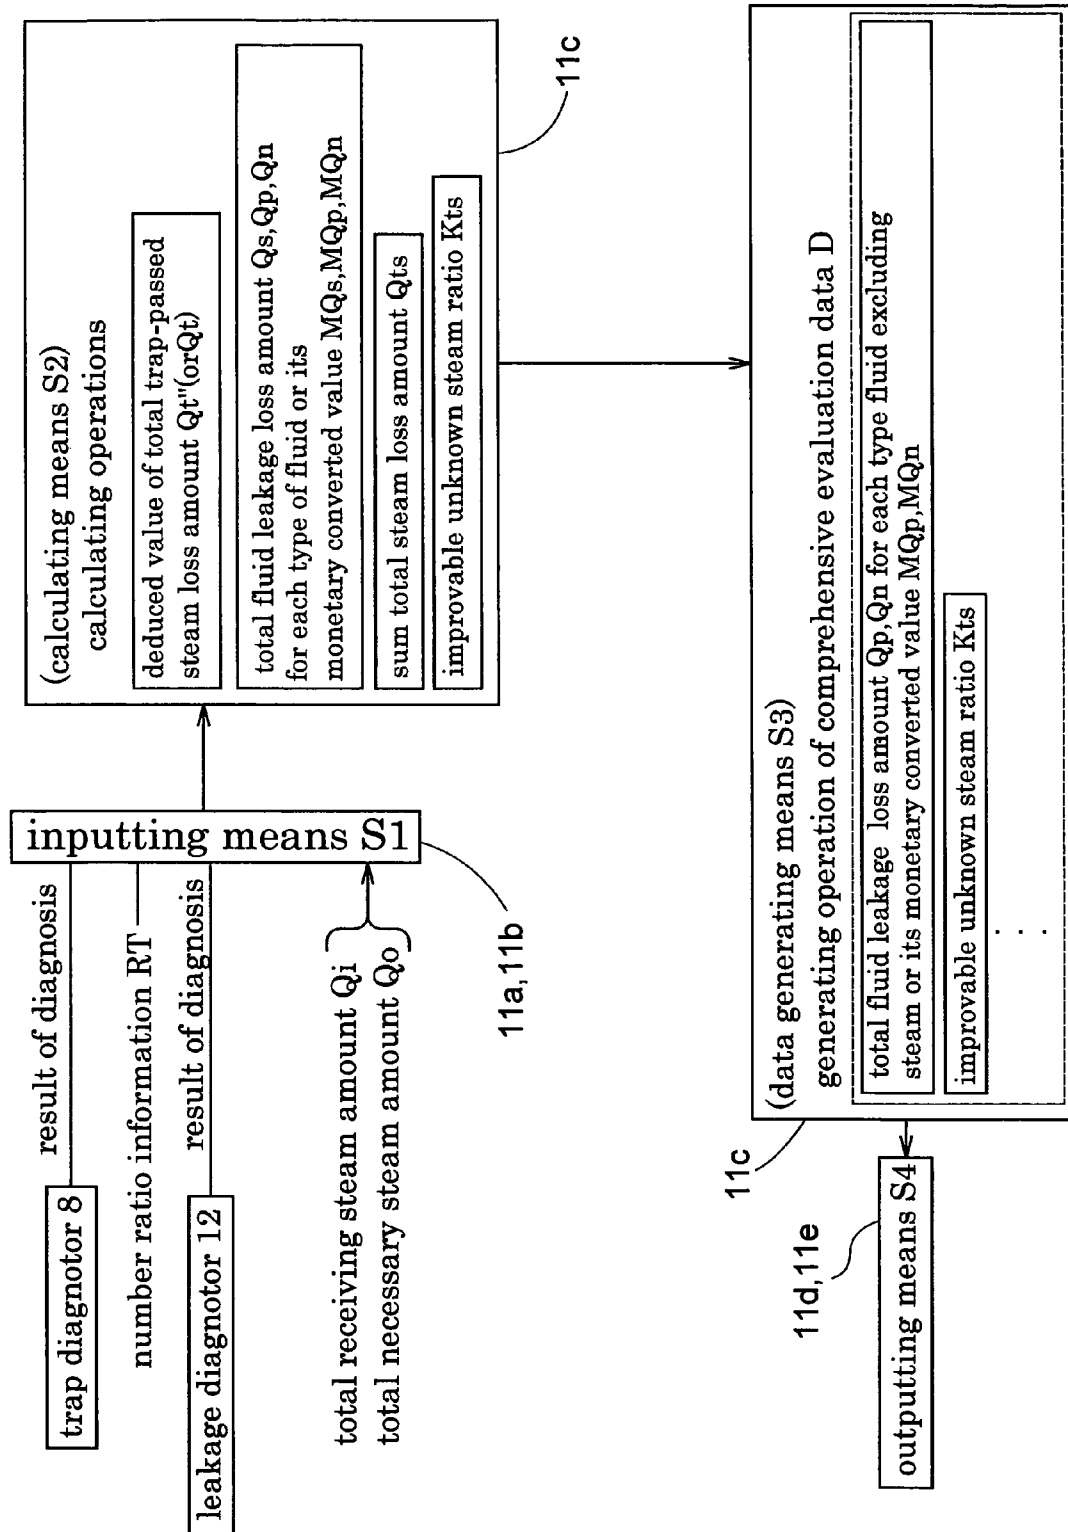 trap diagnotor 8
result of diagnosis
number ratio information RT
leakage diagnotor 12
result of diagnosis
total receiving steam amount Qi
total necessary steam amount Qo
inputting means S1
11a,11b
(calculating means S2)
calculating operations
deduced value of total trap-passed
steam loss amount Qt"(orQt)
total fluid leakage loss amount Qs,Qp,Qn
for each type of fluid or its
monetary converted value MQs,MQp,MQn
sum total steam loss amount Qts
improvable unknown steam ratio Kts
11c
(data generating means S3)
generating operation of comprehensive evaluation data D
total fluid leakage loss amount Qp,Qn for each type fluid excluding
steam or its monetary converted value MQp,MQn
improvable unknown steam ratio Kts
. . .
11c
11d,11e
outputting means S4